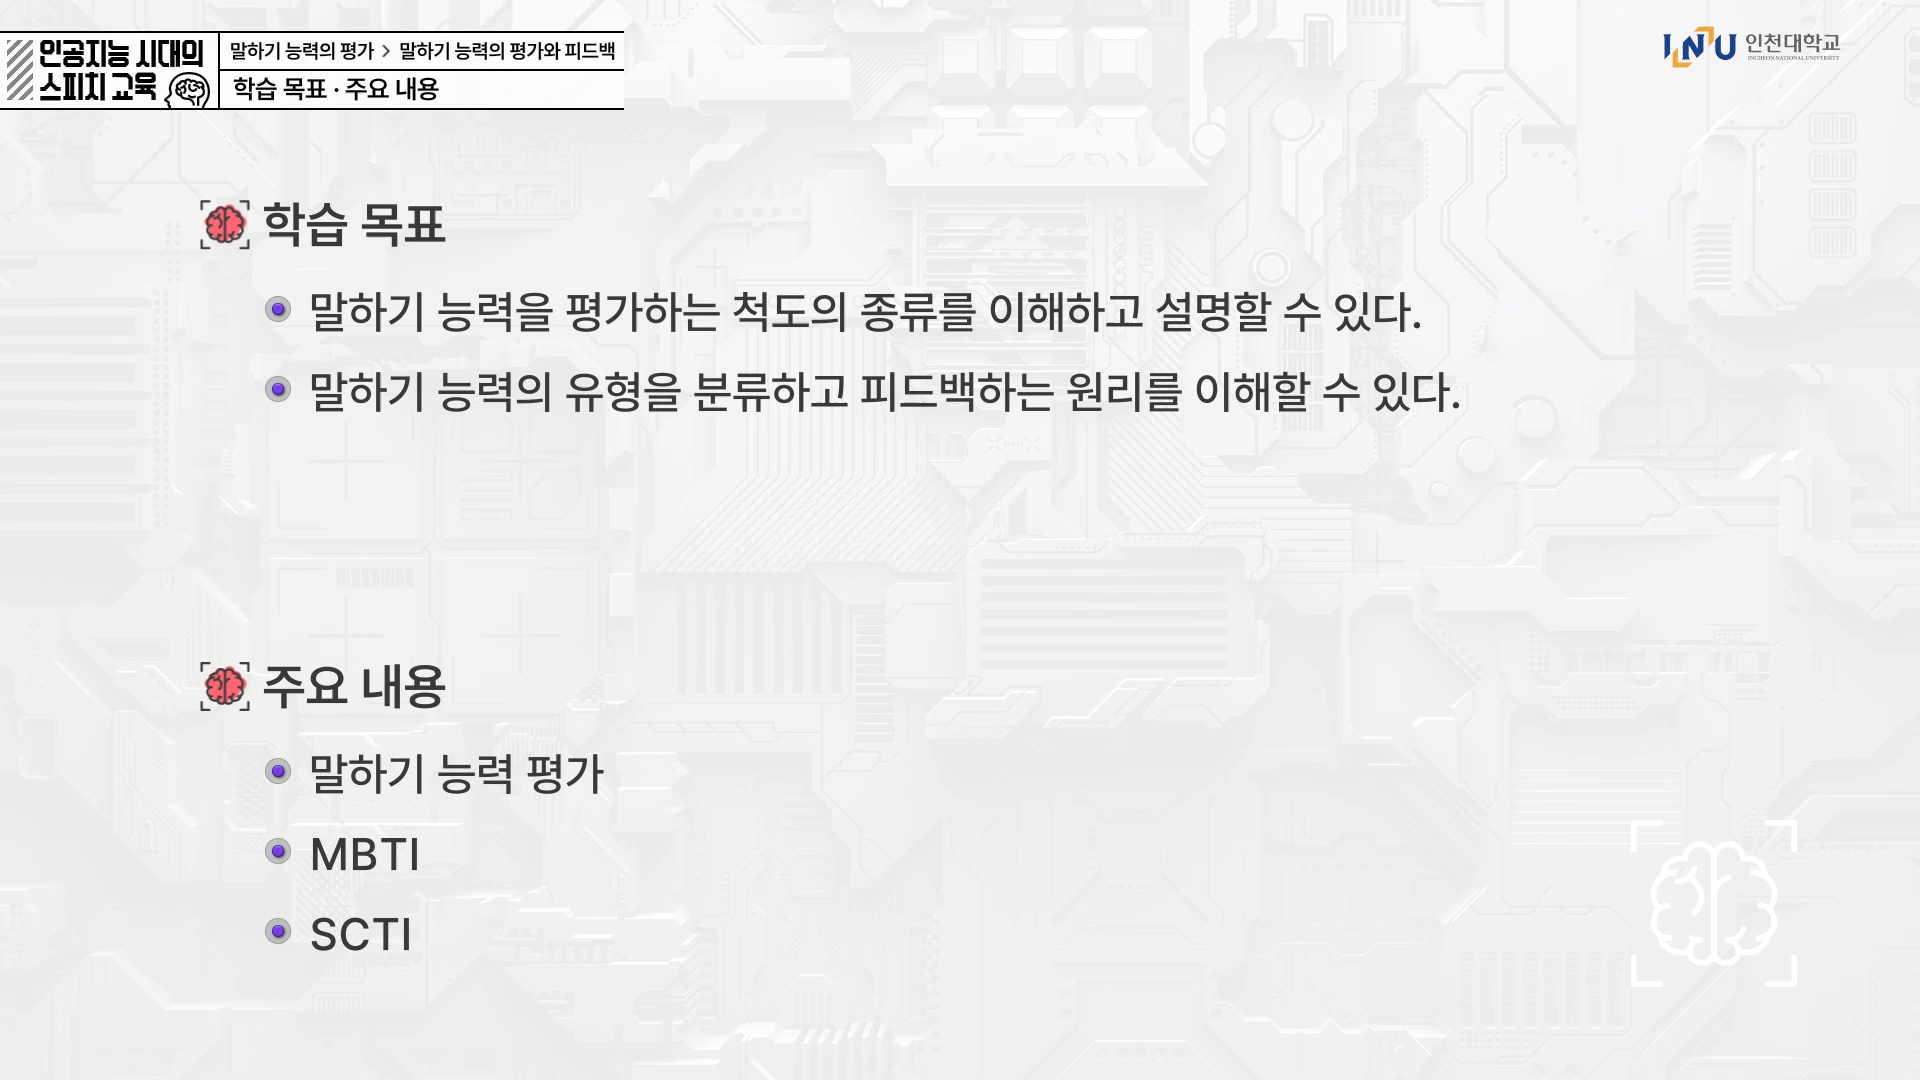 인공지능 시대의
스피치 교육
말하기 능력의 평가 > 말하기 능력의 평가와 피드백
학습 목표 · 주요 내용
INU 인천대학교
INCHEON NATIONAL UNIVERSITY
학습 목표
말하기 능력을 평가하는 척도의 종류를 이해하고 설명할 수 있다.
말하기 능력의 유형을 분류하고 피드백하는 원리를 이해할 수 있다.
주요 내용
말하기 능력 평가
MBTI
SCTI